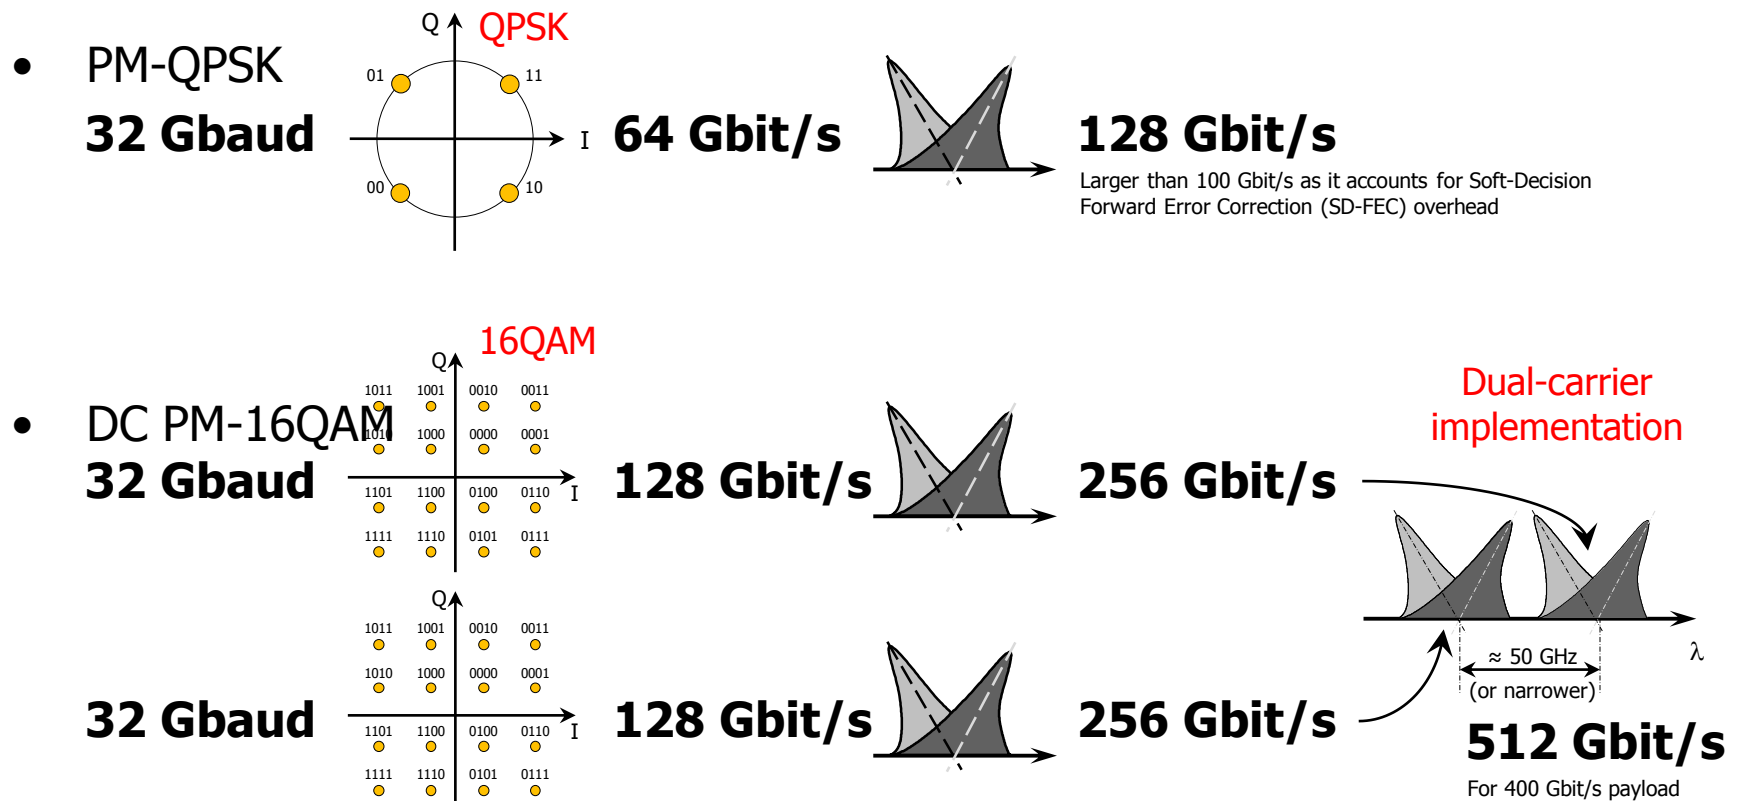 Q QPSK
• PM-QPSK
01 11
32 Gbaud I 64 Gbit/s 128 Gbit/s
00 10
Larger than 100 Gbit/s as it accounts for Soft-Decision
Forward Error Correction (SD-FEC) overhead
16QAM
Q
1011 1001 0010 0011
Dual-carrier
implementation
• DC PM-16QAM
1010 1000 0000 0001
32 Gbaud I 128 Gbit/s 256 Gbit/s
1101 1100 0100 0110
1111 1110 0101 0111
Q
1011 1001 0010 0011
1010 1000 0000 0001
≈ 50 GHz λ
(or narrower)
32 Gbaud I 128 Gbit/s 256 Gbit/s
1101 1100 0100 0110
512 Gbit/s
1111 1110 0101 0111
For 400 Gbit/s payload